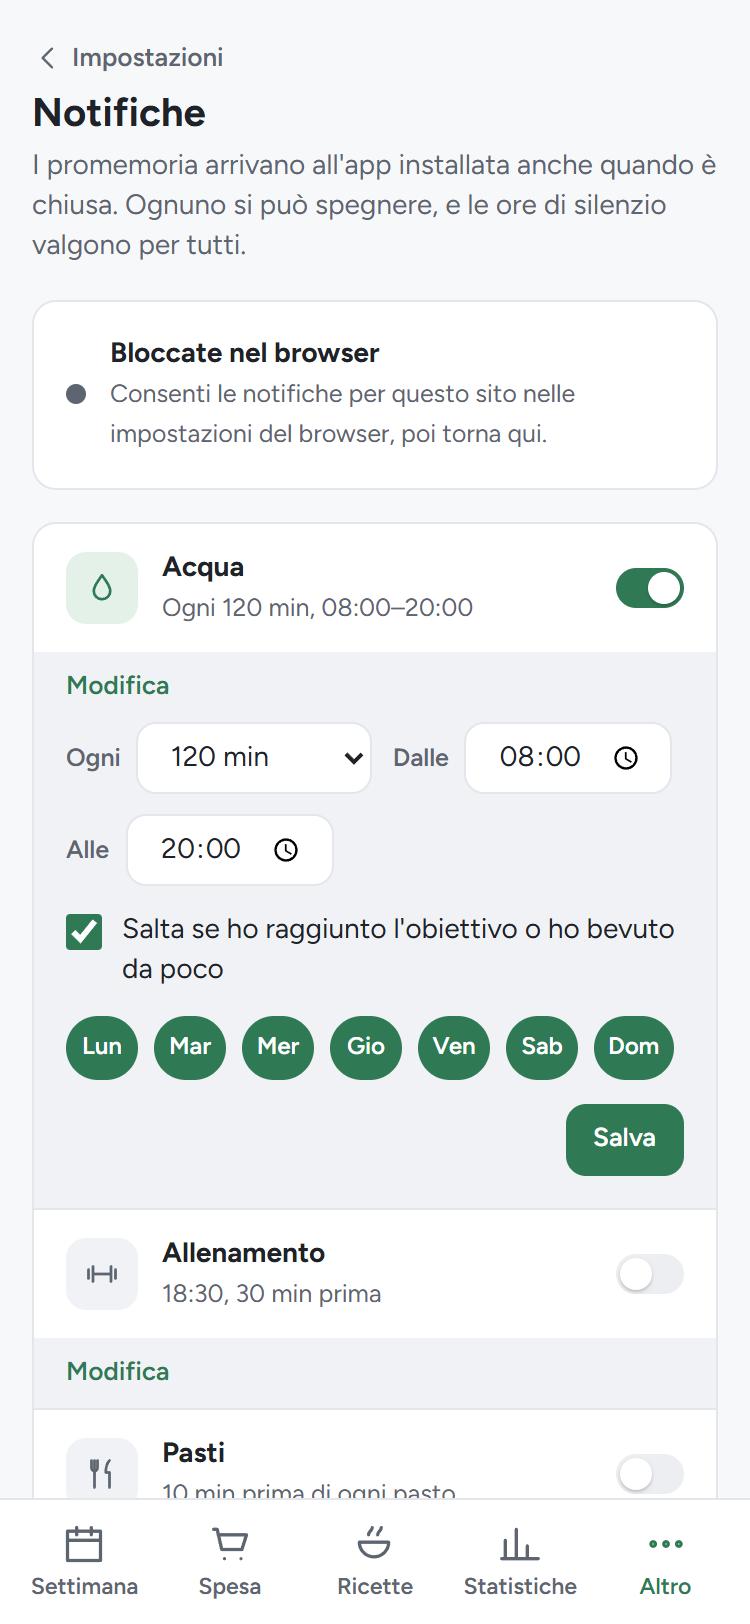 Impostazioni
Notifiche
I promemoria arrivano all'app installata anche quando è
chiusa. Ognuno si può spegnere, e le ore di silenzio
valgono per tutti.
Bloccate nel browser
Consenti le notifiche per questo sito nelle
impostazioni del browser, poi torna qui.
Acqua
Ogni 120 min, 08:00–20:00
Modifica
Ogni 120 min Dalle 08:00
Alle 20:00
Salta se ho raggiunto l'obiettivo o ho bevuto
da poco
Lun Mar Mer Gio Ven Sab Dom
Salva
Allenamento
18:30, 30 min prima
Modifica
Pasti
10 min prima di ogni pasto
Settimana Spesa Ricette Statistiche Altro